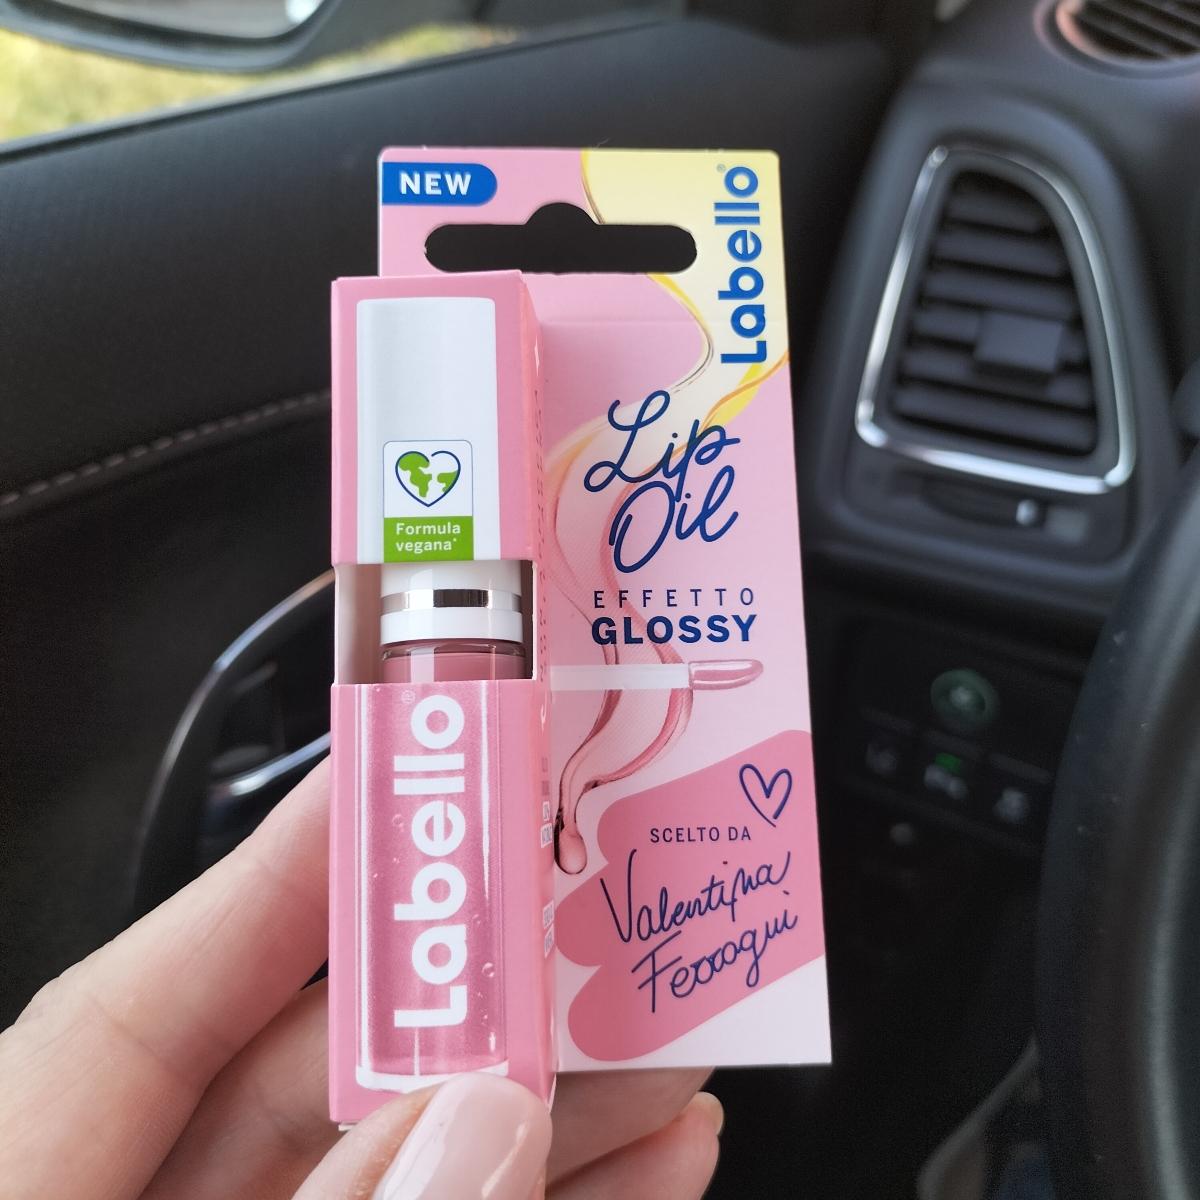 NEW
Labello®
Lip
Oil
EFFETTO
GLOSSY
Formula
vegana*
Labello®
SCELTO DA
Valentina
Ferragni